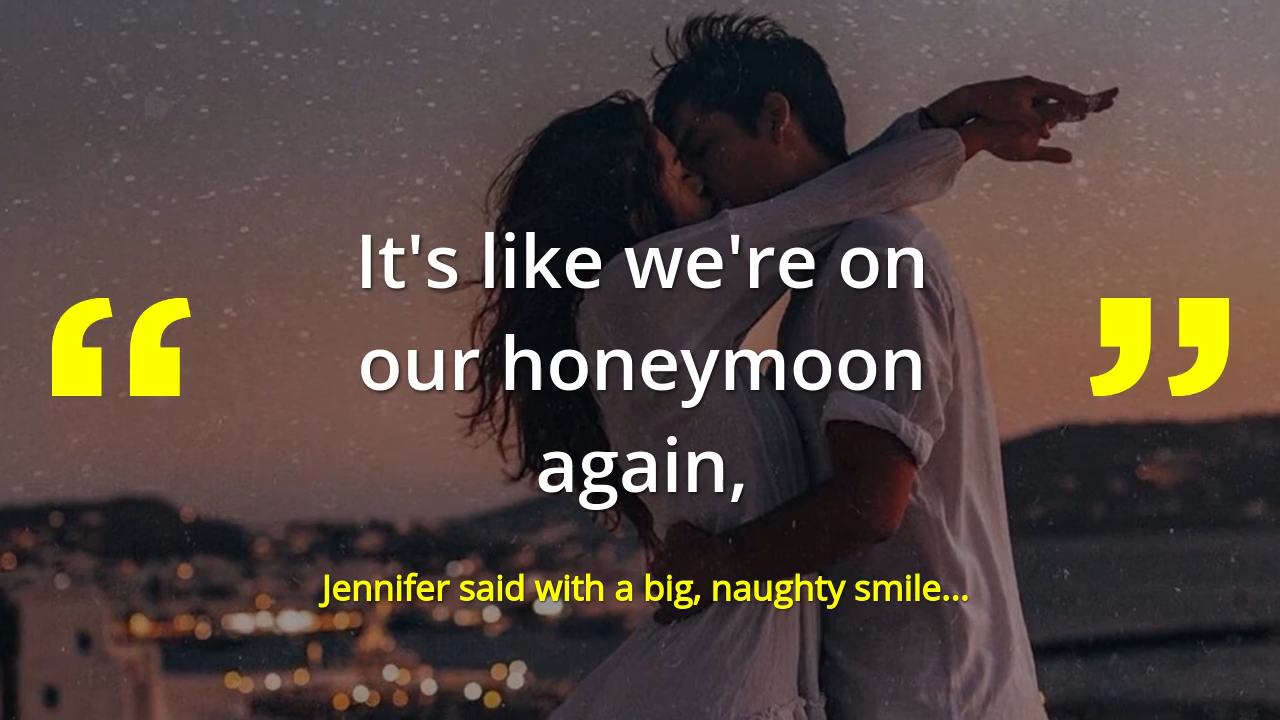 “ It's like we're on
our honeymoon
again, ”
Jennifer said with a big, naughty smile...